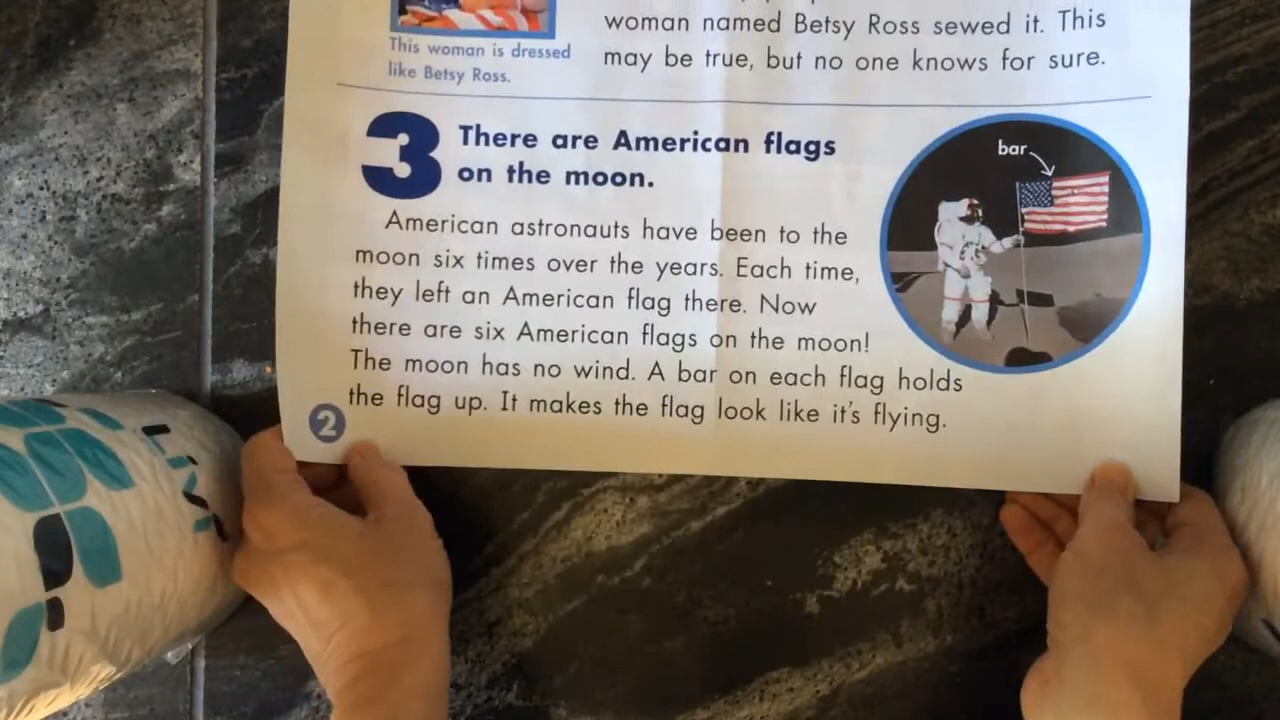 woman named Betsy Ross sewed it. This
may be true, but no one knows for sure.
This woman is dressed
like Betsy Ross.
3 There are American flags
on the moon.
bar
American astronauts have been to the
moon six times over the years. Each time,
they left an American flag there. Now
there are six American flags on the moon!
The moon has no wind. A bar on each flag holds
the flag up. It makes the flag look like it's flying.
2